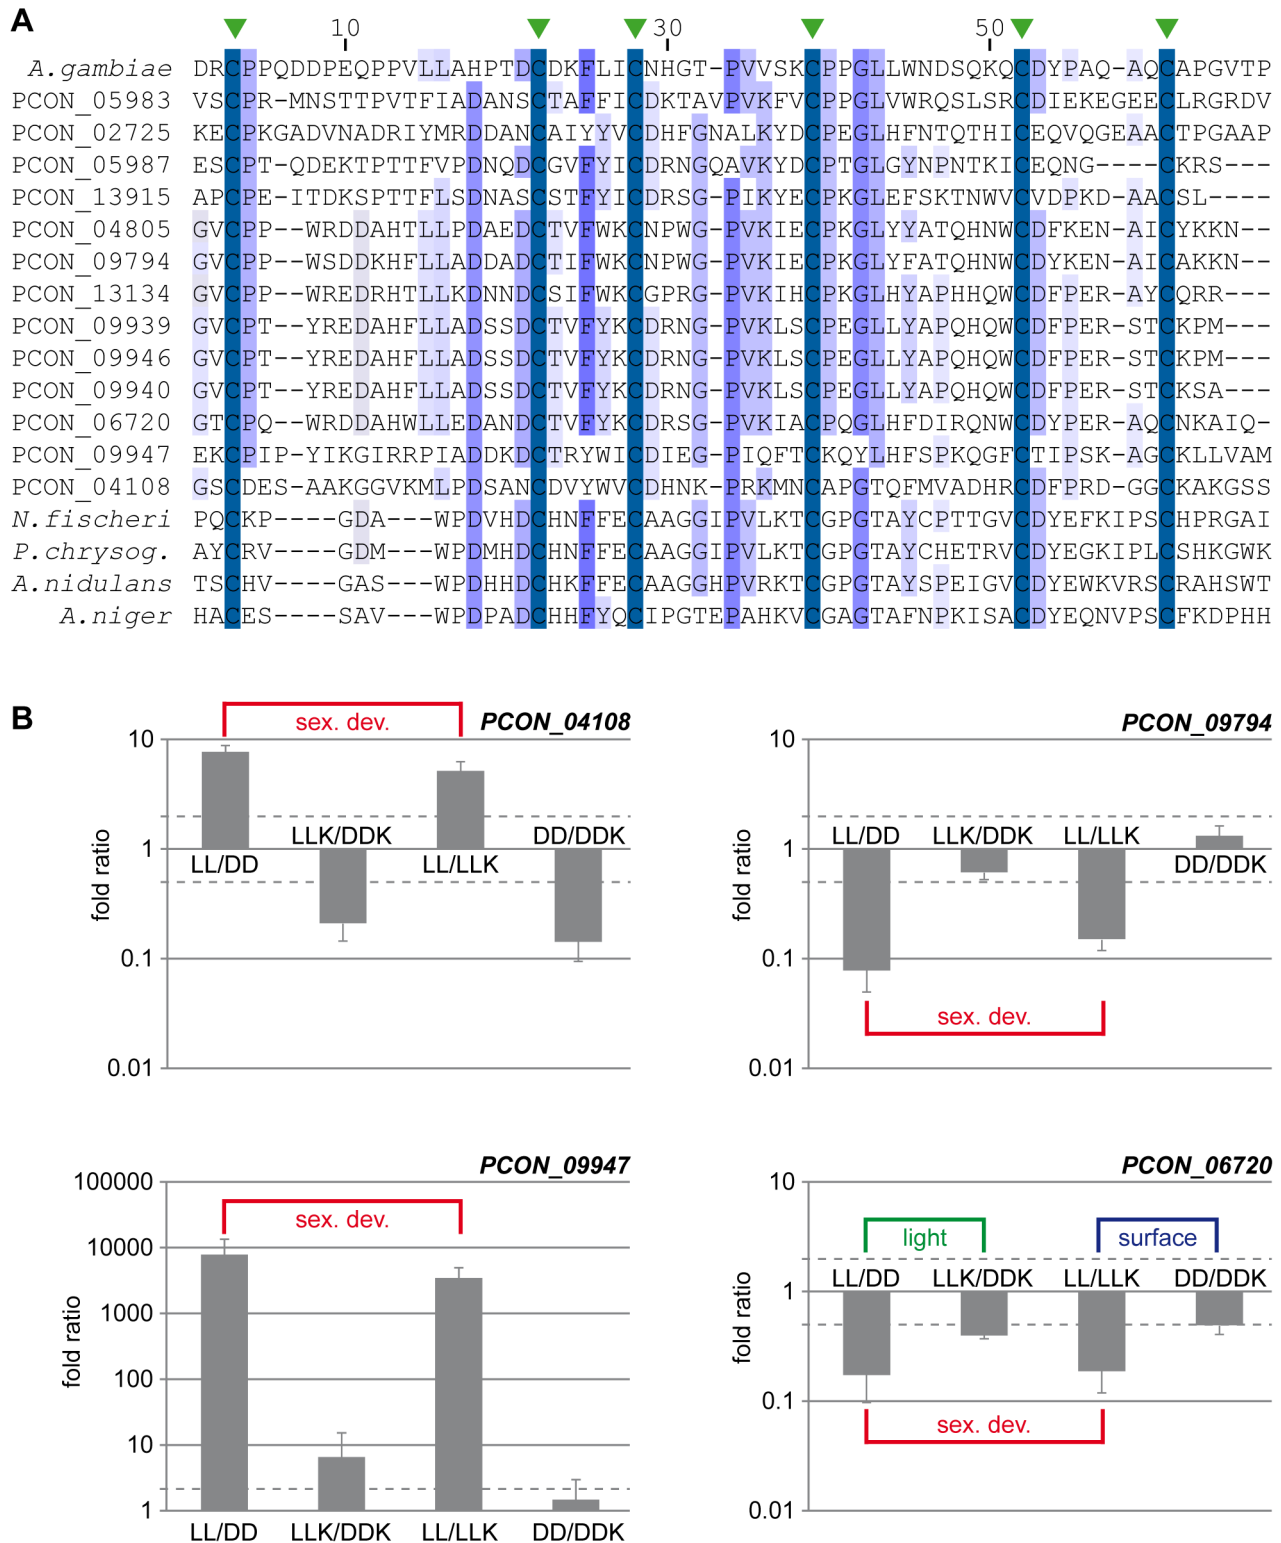 A
10 30 50
A.gambiae DRCPPQDDPEQPPVLLAHPTDCDKFLICNHGT-PVVSKCPPGLLWNDSQKQCDYPAQ-AQCAPGVTP
PCON_05983 VSCPR-MNSTTPVTFIADANSCTAFFICDKTAVPVKFVCPPGLVWRQSLSRCDIEKEGEECLRGRDV
PCON_02725 KECPKGADVNADRIYMRDDANCAIYYVCDHFGNALKYDCPEGLHFNTQTHICEQVQGEAACTPGAAP
PCON_05987 ESCPT-QDEKTPTTFVPDNQDCGVFYICDRNGQAVKYDCPTGLGYNPNTKICEQNG----CKRS---
PCON_13915 APCPE-ITDKSPTTFLSDNASCSTFYICDRSG-PIKYECPKGLEFSKTNWVCVDPKD-AACSL----
PCON_04805 GVCPP--WRDDAHTLLPDAEDCTVFWKCNPWG-PVKIECPKGLYYATQHNWCDFKEN-AICYKKN--
PCON_09794 GVCPP--WSDDKHFLLADDADCTIFWKCNPWG-PVKIECPKGLYFATQHNWCDYKEN-AICAKKN--
PCON_13134 GVCPP--WREDRHTLLKDNNDCSIFWKCGPRG-PVKIHCPKGLHYAPHHQWCDFPER-AYCQRR---
PCON_09939 GVCPT--YREDAHFLLADSSDCTVFYKCDRNG-PVKLSCPEGLLYAPQHQWCDFPER-STCKPM---
PCON_09946 GVCPT--YREDAHFLLADSSDCTVFYKCDRNG-PVKLSCPEGLLYAPQHQWCDFPER-STCKPM---
PCON_09940 GVCPT--YREDAHFLLADSSDCTVFYKCDRNG-PVKLSCPEGLLYAPQHQWCDFPER-STCKSA---
PCON_06720 GTCPQ--WRDDAHWLLEDANDCTVFYKCDRSG-PVKIACPQGLHFDIRQNWCDYPER-AQCNKAIQ-
PCON_09947 EKCPIP-YIKGIRRPIADDKDCTRYWICDIEG-PIQFTCKQYLHFSPKQGFCTIPSK-AGCKLLVAM
PCON_04108 GSCDES-AAKGGVKMLPDSANCDVYWVCDHNK-PRKMNCAPGTQFMVADHRCDFPRD-GGCKAKGSS
N.fischeri PQCKP----GDA---WPDVHDCHNFFECAAGGIPVLKTCGPGTAYCPTTGVCDYEFKIPSCHPRGAI
P.chrysog. AYCRV----GDM---WPDMHDCHNFFECAAGGIPVLKTCGPGTAYCHETRVCDYEGKIPLCSHKGWK
A.nidulans TSCHV----GAS---WPDHHDCHKFFECAAGGHPVRKTCGPGTAYSPEIGVCDYEWKVRSCRAHSWT
A.niger HACES----SAV---WPDPADCHHFYQCIPGTEPAHKVCGAGTAFNPKISACDYEQNVPSCFKDPHH
B
PCON_04108
sex. dev.
fold ratio
10
1
0.1
0.01
LL/DD LLK/DDK LL/LLK DD/DDK
PCON_09794
fold ratio
10
1
0.1
0.01
LL/DD LLK/DDK LL/LLK DD/DDK
sex. dev.
PCON_09947
sex. dev.
fold ratio
100000
10000
1000
100
10
1
LL/DD LLK/DDK LL/LLK DD/DDK
PCON_06720
light surface
fold ratio
10
1
0.1
0.01
LL/DD LLK/DDK LL/LLK DD/DDK
sex. dev.